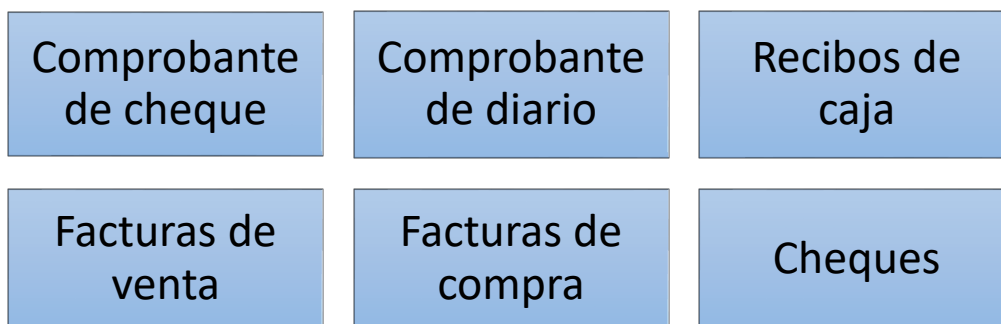 Comprobante
de cheque
Comprobante
de diario
Recibos de
caja
Facturas de
venta
Facturas de
compra
Cheques